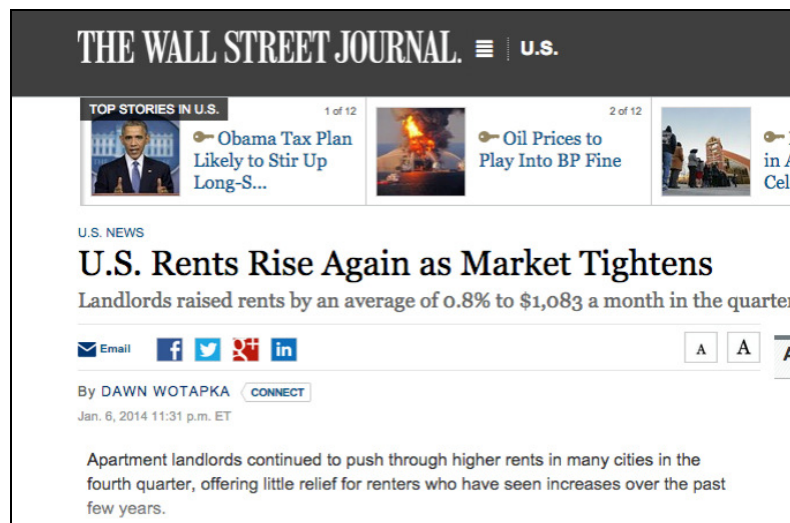 THE WALL STREET JOURNAL. U.S.
TOP STORIES IN U.S.
1 of 12
Obama Tax Plan
Likely to Stir Up
Long-S...
2 of 12
Oil Prices to
Play Into BP Fine
in
Cel
U.S. NEWS
U.S. Rents Rise Again as Market Tightens
Landlords raised rents by an average of 0.8% to $1,083 a month in the quarter
Email f in A A
By DAWN WOTAPKA CONNECT
Jan. 6, 2014 11:31 p.m. ET
Apartment landlords continued to push through higher rents in many cities in the
fourth quarter, offering little relief for renters who have seen increases over the past
few years.